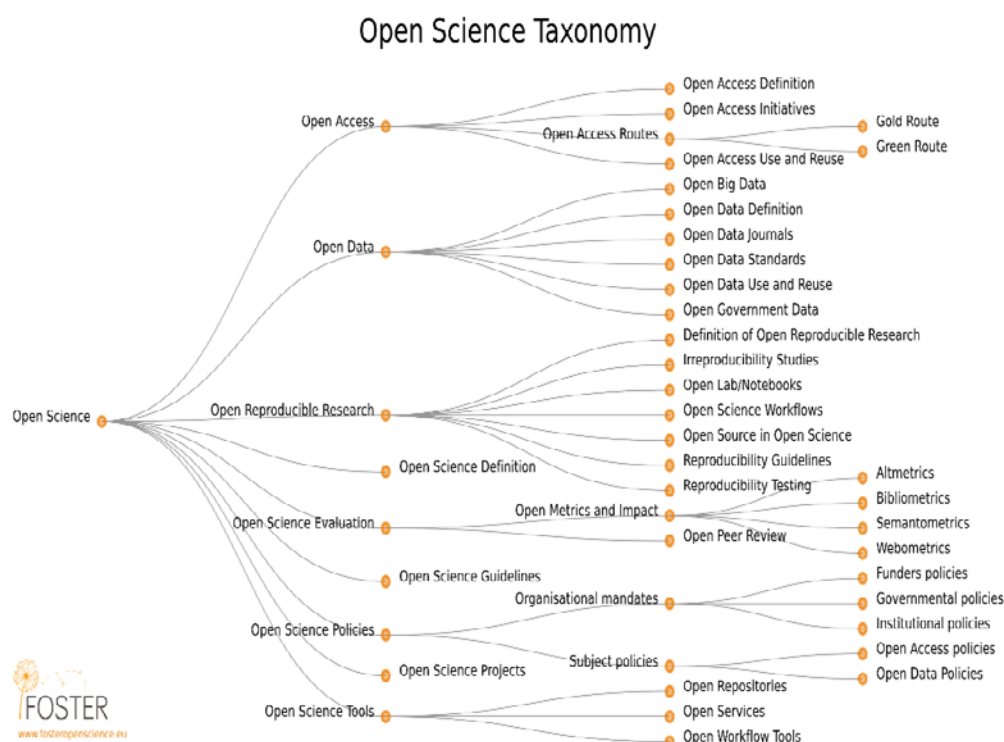 Open Science Taxonomy
Open Access Definition
Open Access Initiatives
Open Access
Open Access Routes
Gold Route
Green Route
Open Access Use and Reuse
Open Big Data
Open Data Definition
Open Data Journals
Open Data
Open Data Standards
Open Data Use and Reuse
Open Government Data
Definition of Open Reproducible Research
Irreproducibility Studies
Open Lab/Notebooks
Open Science
Open Reproducible Research
Open Science Workflows
Open Source in Open Science
Reproducibility Guidelines
Open Science Definition
Reproducibility Testing
Altmetrics
Open Metrics and Impact
Bibliometrics
Open Science Evaluation
Semantometrics
Open Peer Review
Webometrics
Open Science Guidelines
Funders policies
Organisational mandates
Governmental policies
Institutional policies
Open Science Policies
Open Access policies
Subject policies
Open Science Projects
Open Data Policies
Open Repositories
Open Science Tools
Open Services
Open Workflow Tools
FOSTER
www.fosteropenscience.eu